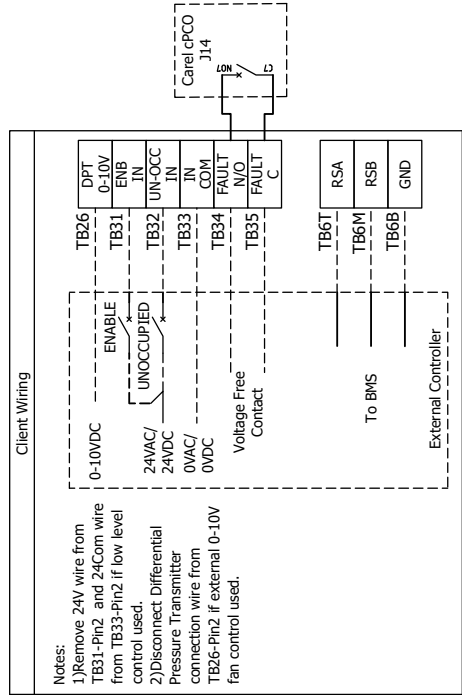 Client Wiring
Notes:
1)Remove 24V wire from
TB31-Pin2 and 24Com wire
from TB33-Pin2 if low level
control used.
2)Disconnect Differential
Pressure Transmitter
connection wire from
TB26-Pin2 if external 0-10V
fan control used.
0-10VDC
24VAC/
24VDC
0VAC/
0VDC
Voltage Free
Contact
ENABLE
UNOCCUPIED
To BMS
External Controller
TB26
DPT
0-10V
TB31
ENB
IN
TB32
UN-OCC
IN
TB33
IN
COM
TB34
FAULT
N/O
TB35
FAULT
C
TB6T
RSA
TB6M
RSB
TB6B
GND
Carel cPCO
J14
NO7
C7